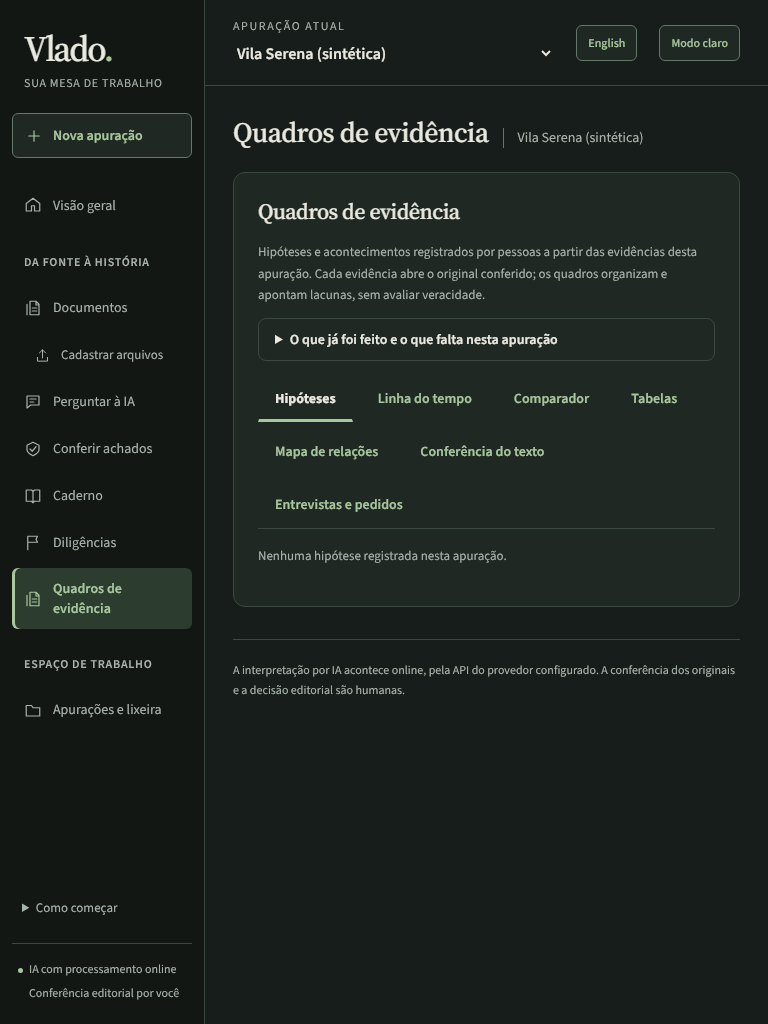 Vlado.
SUA MESA DE TRABALHO
Nova apuração
Visão geral
DA FONTE À HISTÓRIA
Documentos
Cadastrar arquivos
Perguntar à IA
Conferir achados
Caderno
Diligências
Quadros de
evidência
ESPAÇO DE TRABALHO
Apurações e lixeira
Como começar
IA com processamento online
Conferência editorial por você
APURAÇÃO ATUAL
Vila Serena (sintética)
English
Modo claro
Quadros de evidência
Vila Serena (sintética)
Quadros de evidência
Hipóteses e acontecimentos registrados por pessoas a partir das evidências desta
apuração. Cada evidência abre o original conferido; os quadros organizam e
apontam lacunas, sem avaliar veracidade.
O que já foi feito e o que falta nesta apuração
Hipóteses
Linha do tempo
Comparador
Tabelas
Mapa de relações
Conferência do texto
Entrevistas e pedidos
Nenhuma hipótese registrada nesta apuração.
A interpretação por IA acontece online, pela API do provedor configurado. A conferência dos originais
e a decisão editorial são humanas.